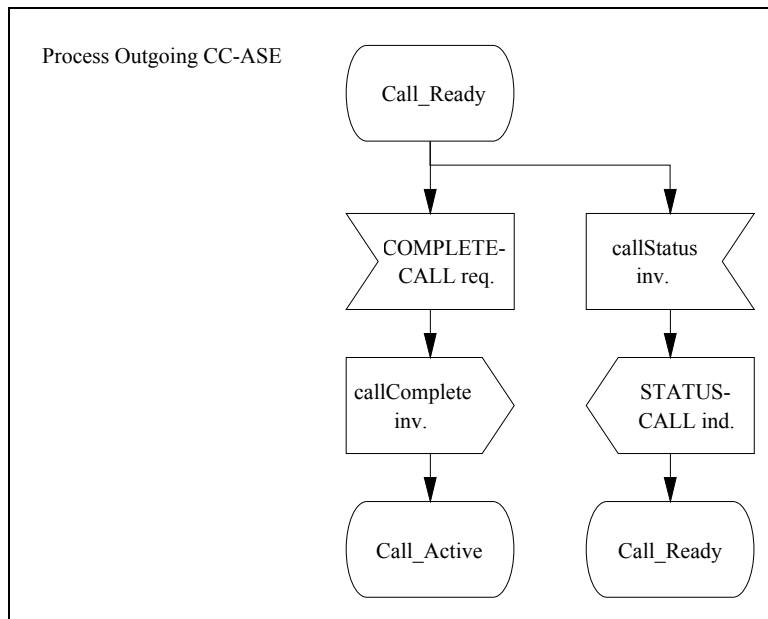 Process Outgoing CC-ASE
Call_Ready
COMPLETE-
CALL req.
callStatus
inv.
callComplete
inv.
STATUS-
CALL ind.
Call_Active
Call_Ready